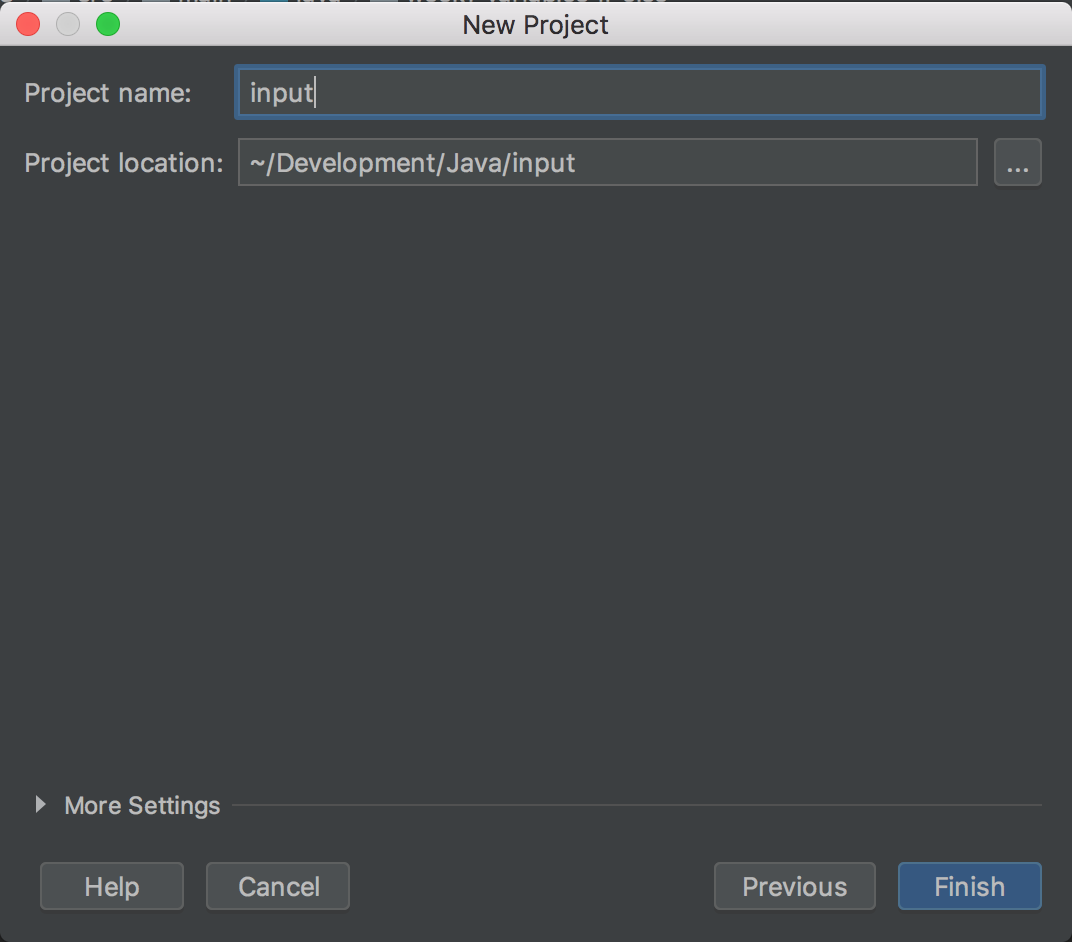 New Project
Project name: input
Project location: ~/Development/Java/input ...
More Settings
Help Cancel Previous Finish